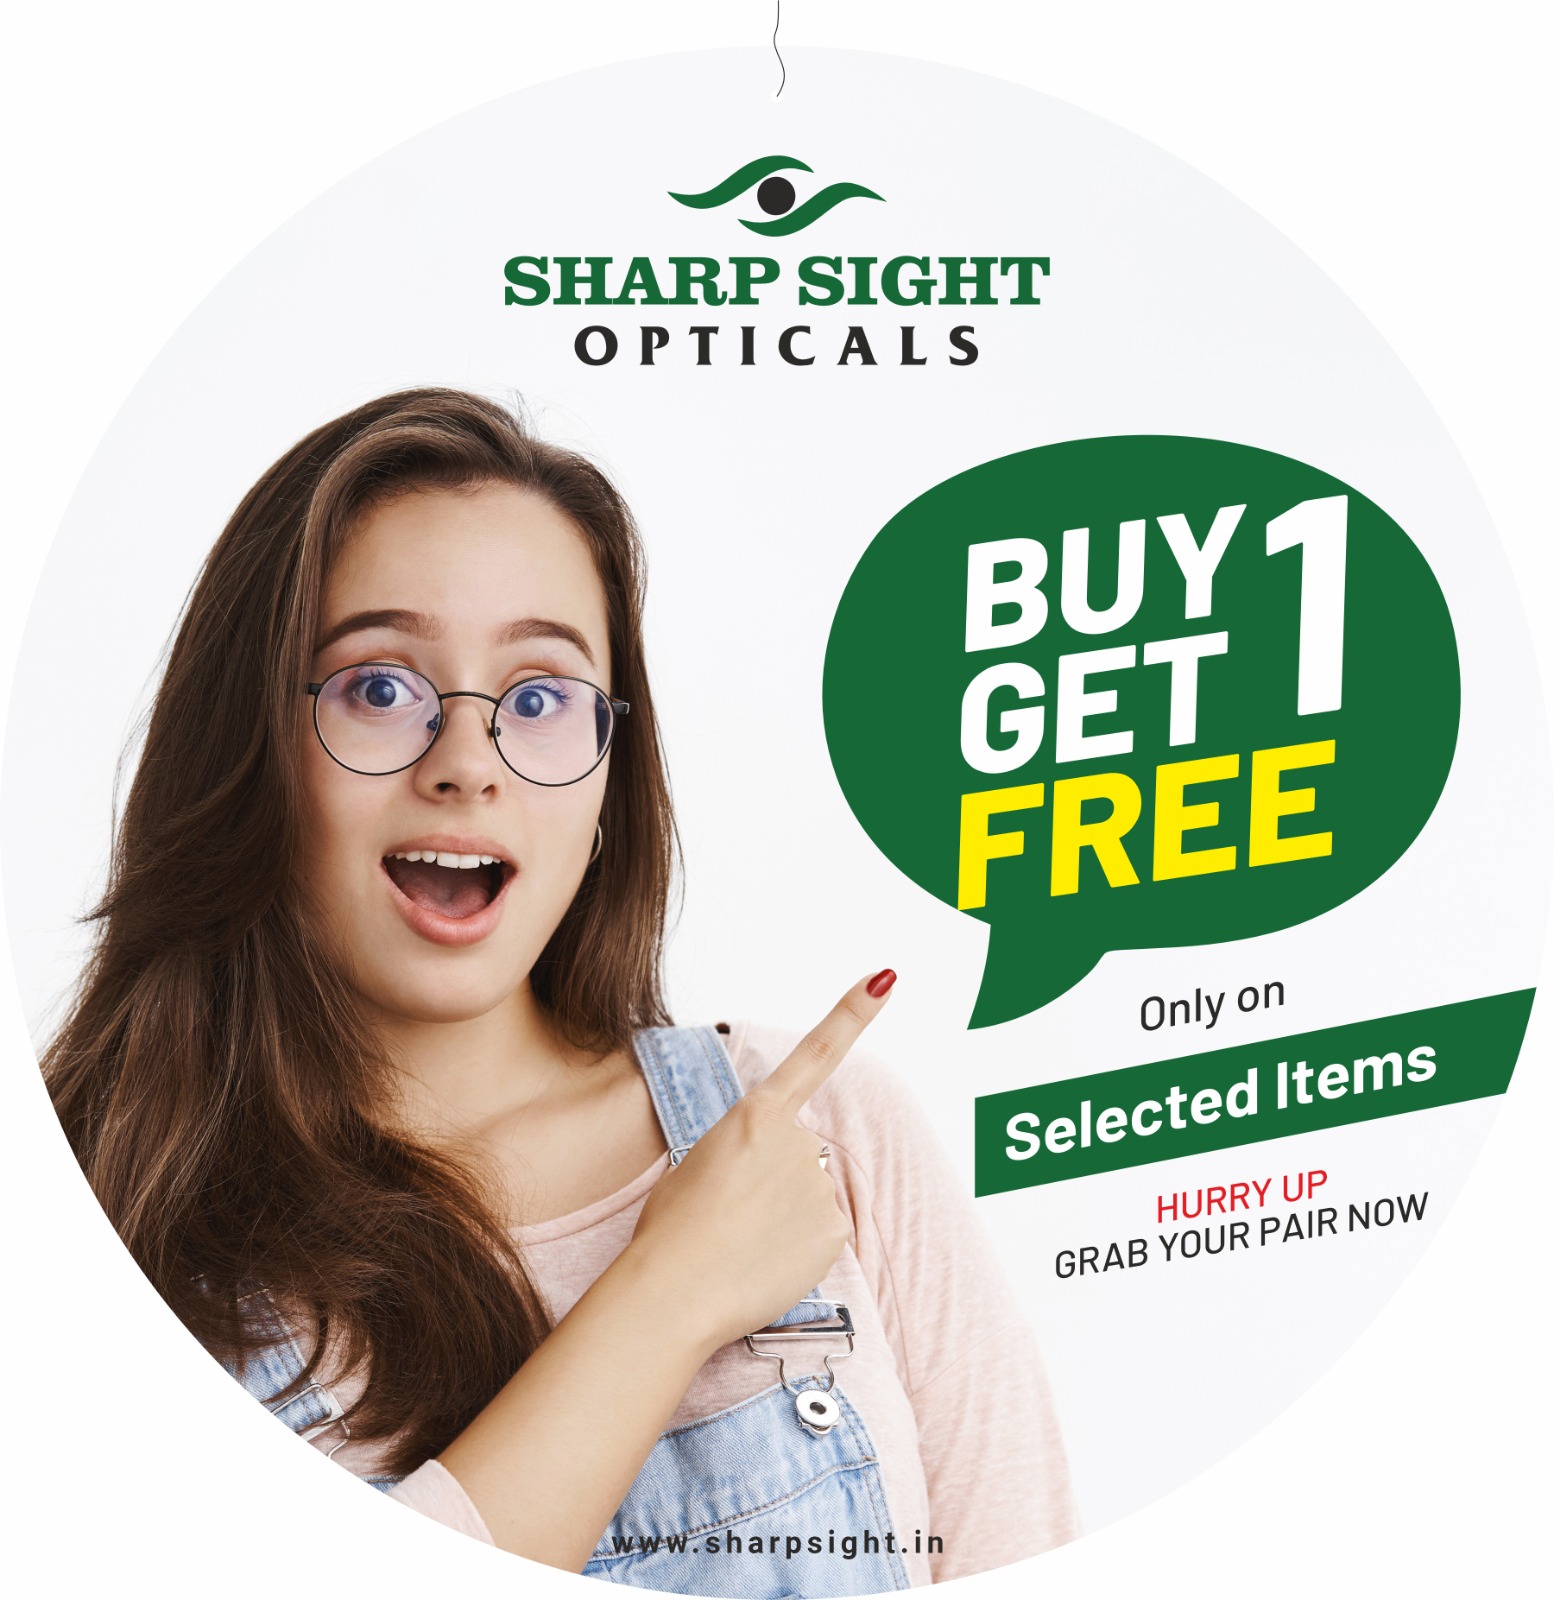 SHARP SIGHT
OPTICALS
BUY 1
GET
FREE
Only on
Selected Items
HURRY UP
GRAB YOUR PAIR NOW
www.sharpsight.in